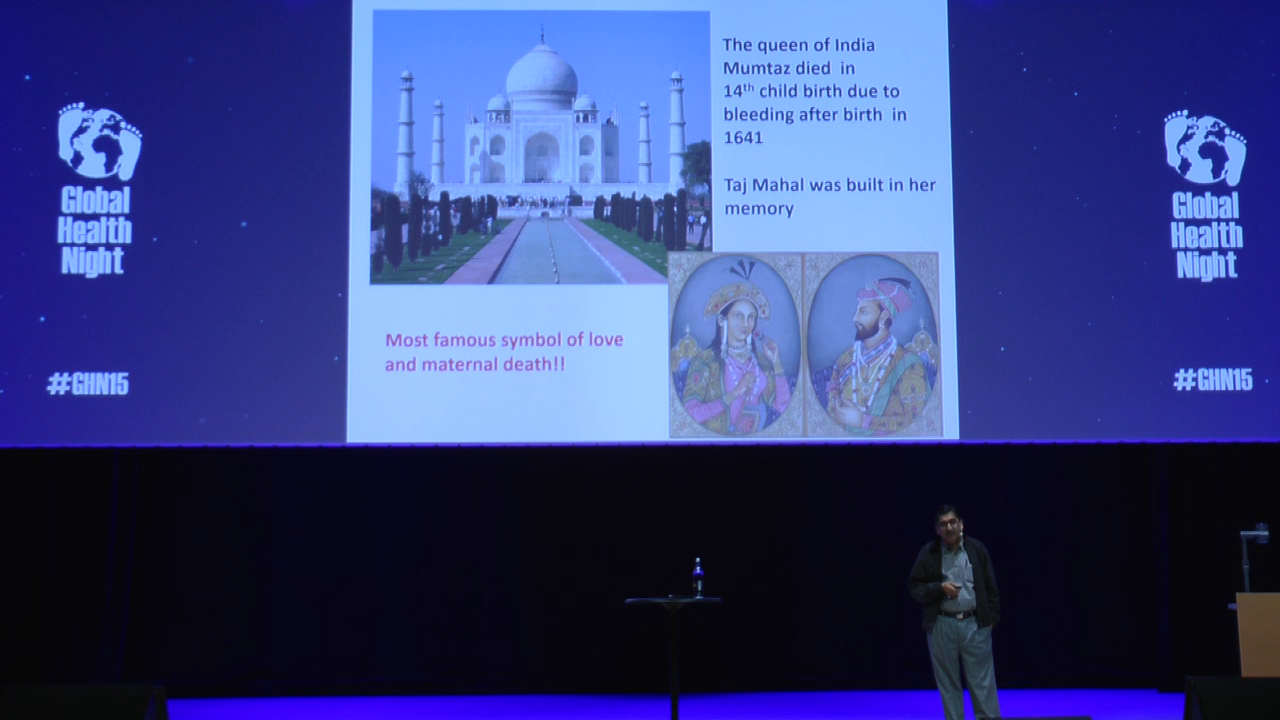 Global
Health
Night
#GHN15
The queen of India
Mumtaz died in
14th child birth due to
bleeding after birth in
1641
Taj Mahal was built in her
memory
Most famous symbol of love
and maternal death!!
Global
Health
Night
#GHN15